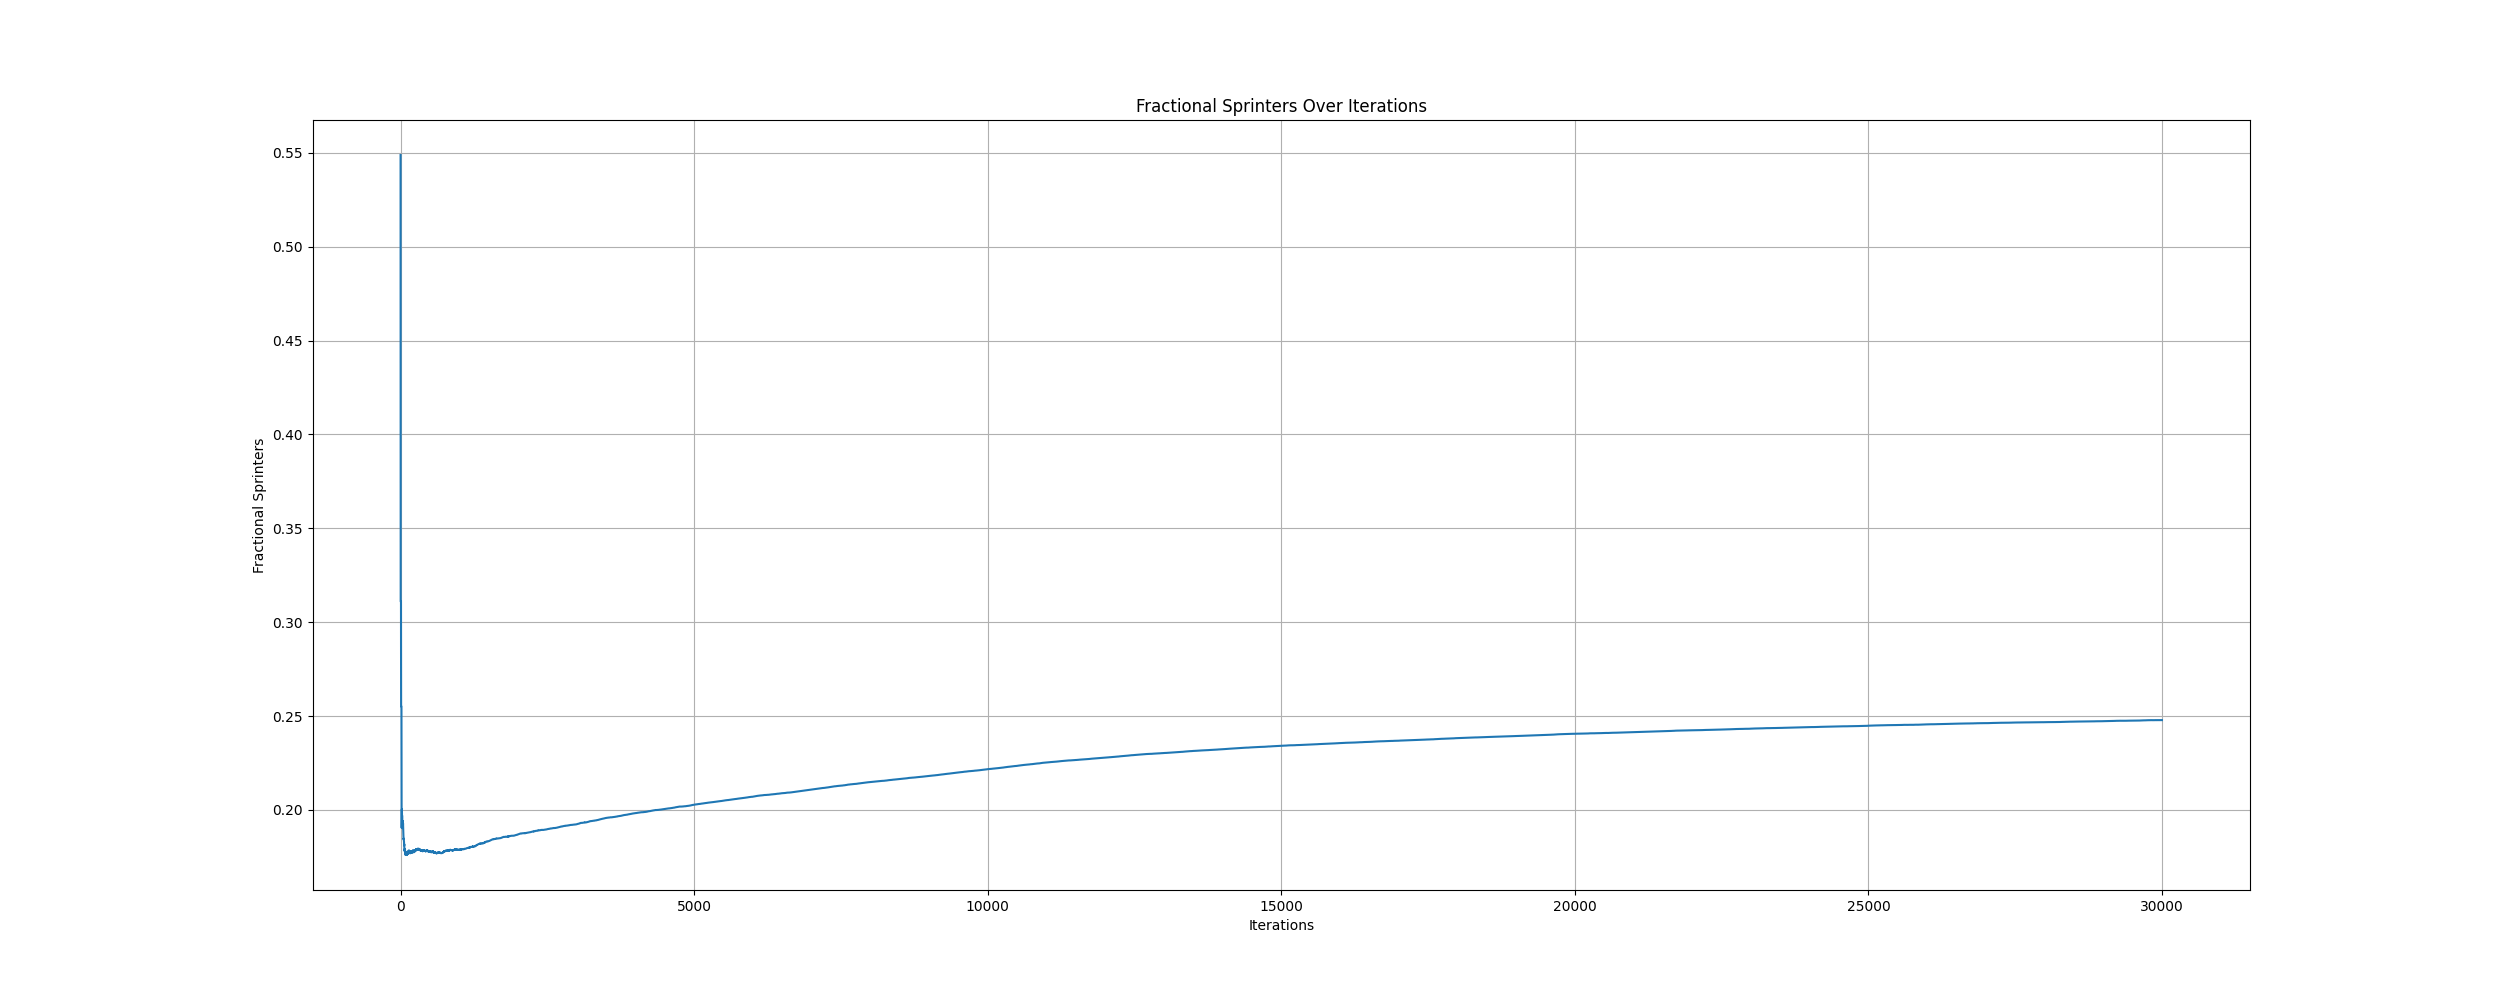 Fractional Sprinters Over Iterations
0.55
0.50
0.45
0.40
0.35
0.30
0.25
0.20
Fractional Sprinters
0 5000 10000 15000 20000 25000 30000
Iterations